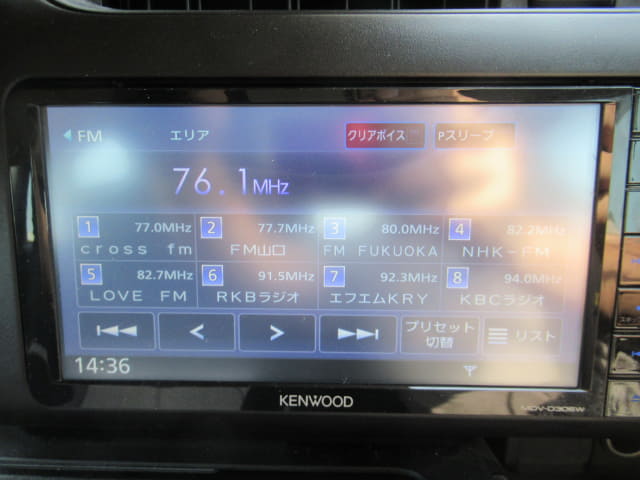 FM エリア クリアボイス Pスリープ
76.1MHz
1 77.0MHz 2 77.7MHz 3 80.0MHz 4 82.2MHz
cross fm FM山口 FM FUKUOKA NHK-FM
5 82.7MHz 6 91.5MHz 7 92.3MHz 8 94.0MHz
LOVE FM RKBラジオ エフエムKRY KBCラジオ
プリセット
切替 リスト
14:36
KENWOOD